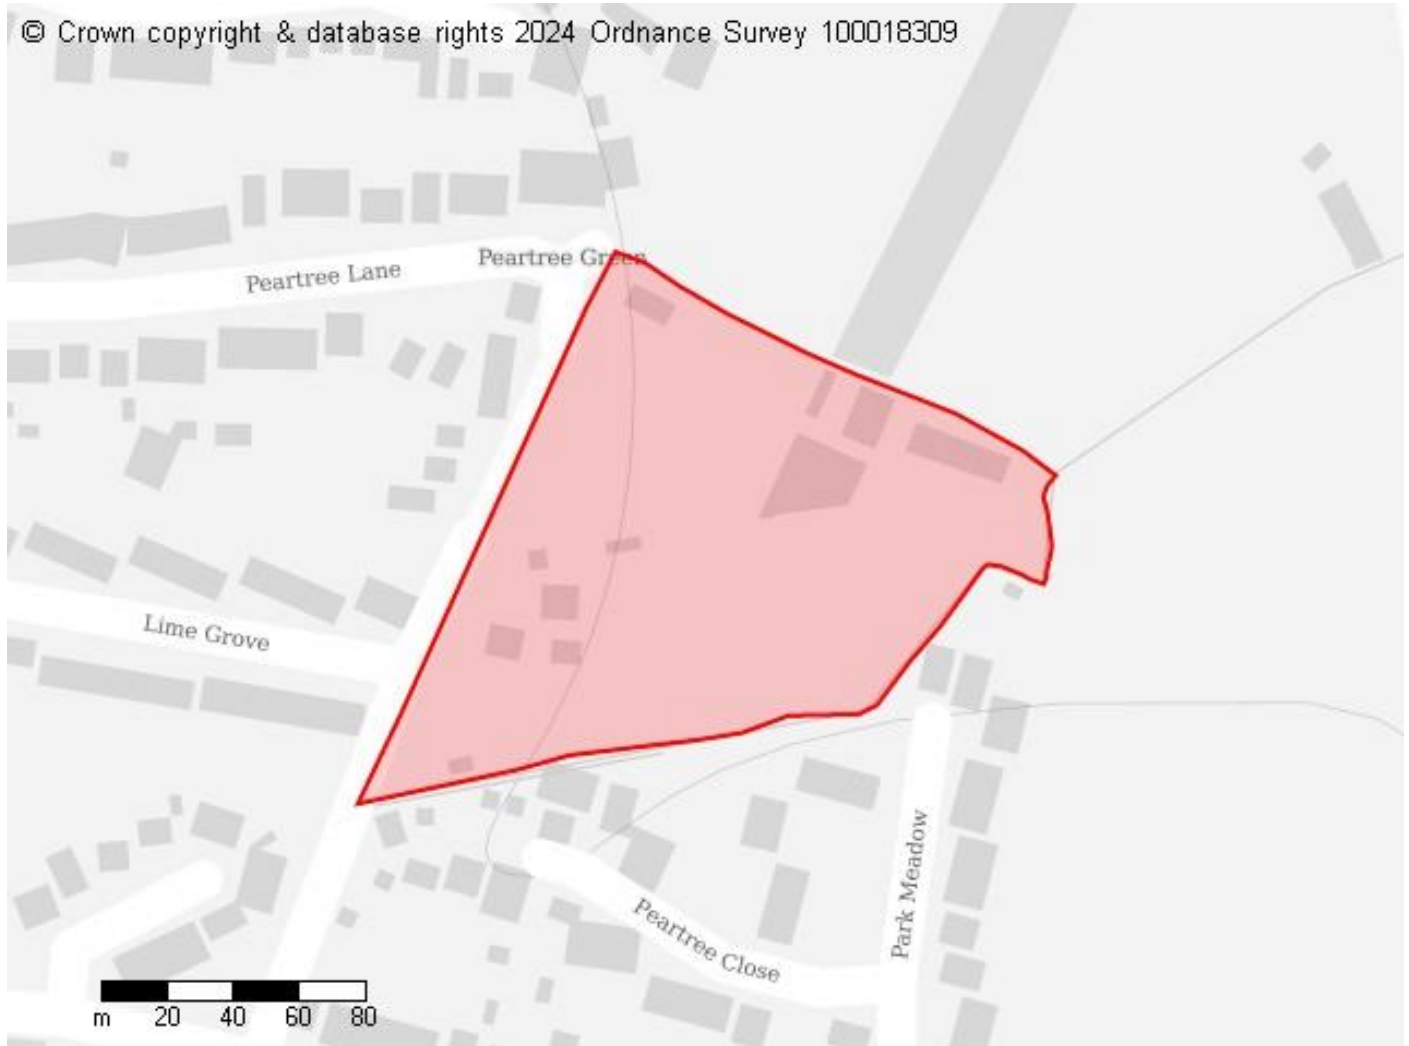 © Crown copyright & database rights 2024 Ordnance Survey 100018309
Peartree Green
Peartree Lane
Lime Grove
Park Meadow
Peartree Close
m 20 40 60 80